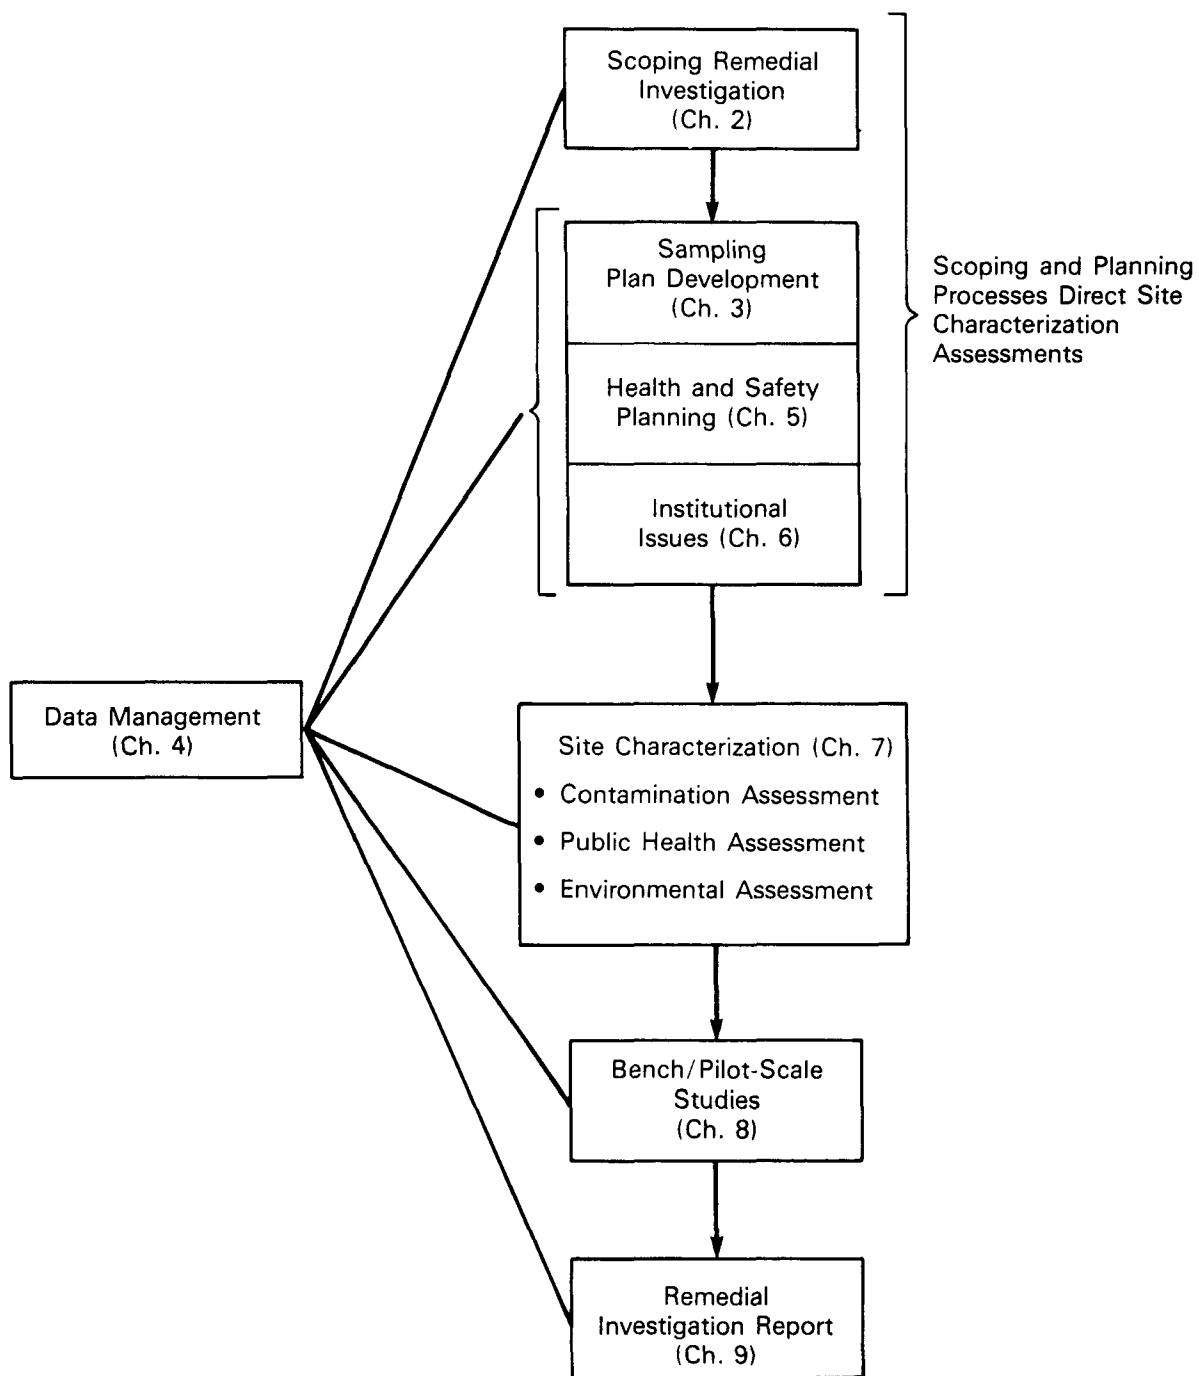 Scoping Remedial
Investigation
(Ch. 2)
Sampling
Plan Development
(Ch. 3)
Scoping and Planning
Processes Direct Site
Characterization
Assessments
Health and Safety
Planning (Ch. 5)
Institutional
Issues (Ch. 6)
Data Management
(Ch. 4)
Site Characterization (Ch. 7)
• Contamination Assessment
• Public Health Assessment
• Environmental Assessment
Bench/Pilot-Scale
Studies
(Ch. 8)
Remedial
Investigation Report
(Ch. 9)